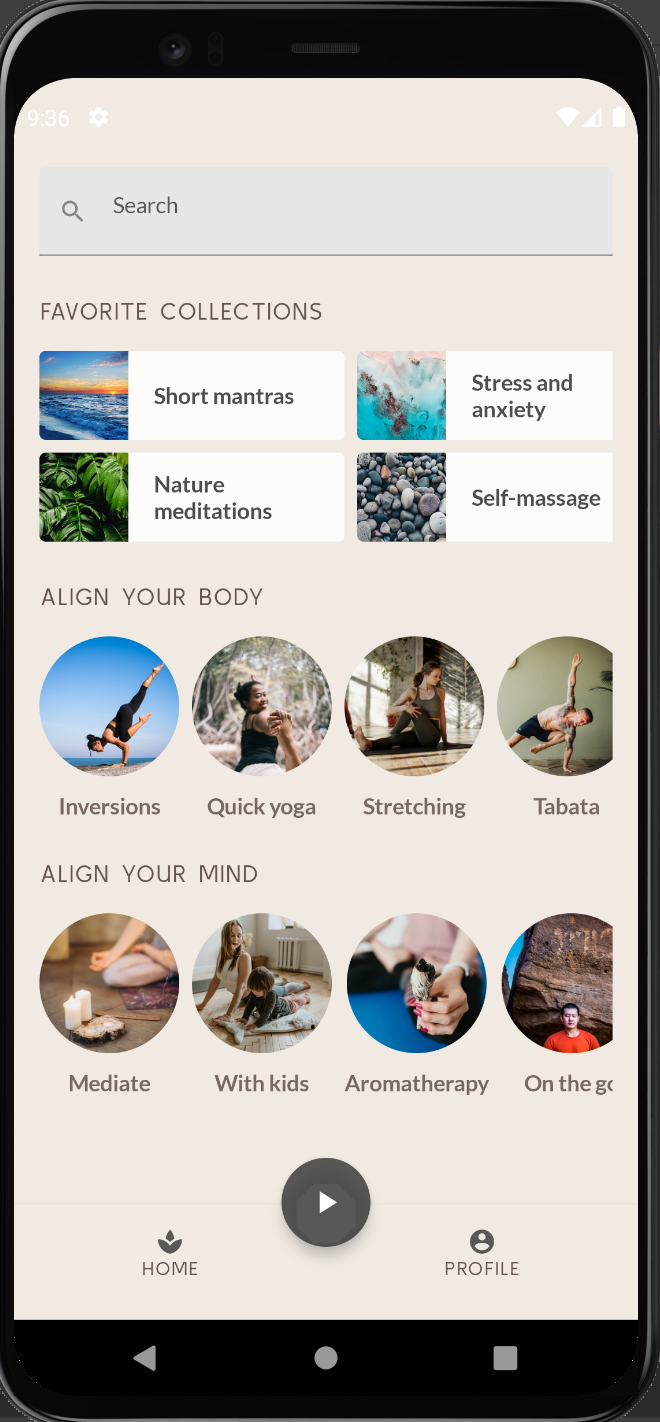 9:36
Search
FAVORITE COLLECTIONS
Short mantras
Stress and
anxiety
Nature
meditations
Self-massage
ALIGN YOUR BODY
Inversions
Quick yoga
Stretching
Tabata
ALIGN YOUR MIND
Mediate
With kids
Aromatherapy
On the go
HOME
PROFILE